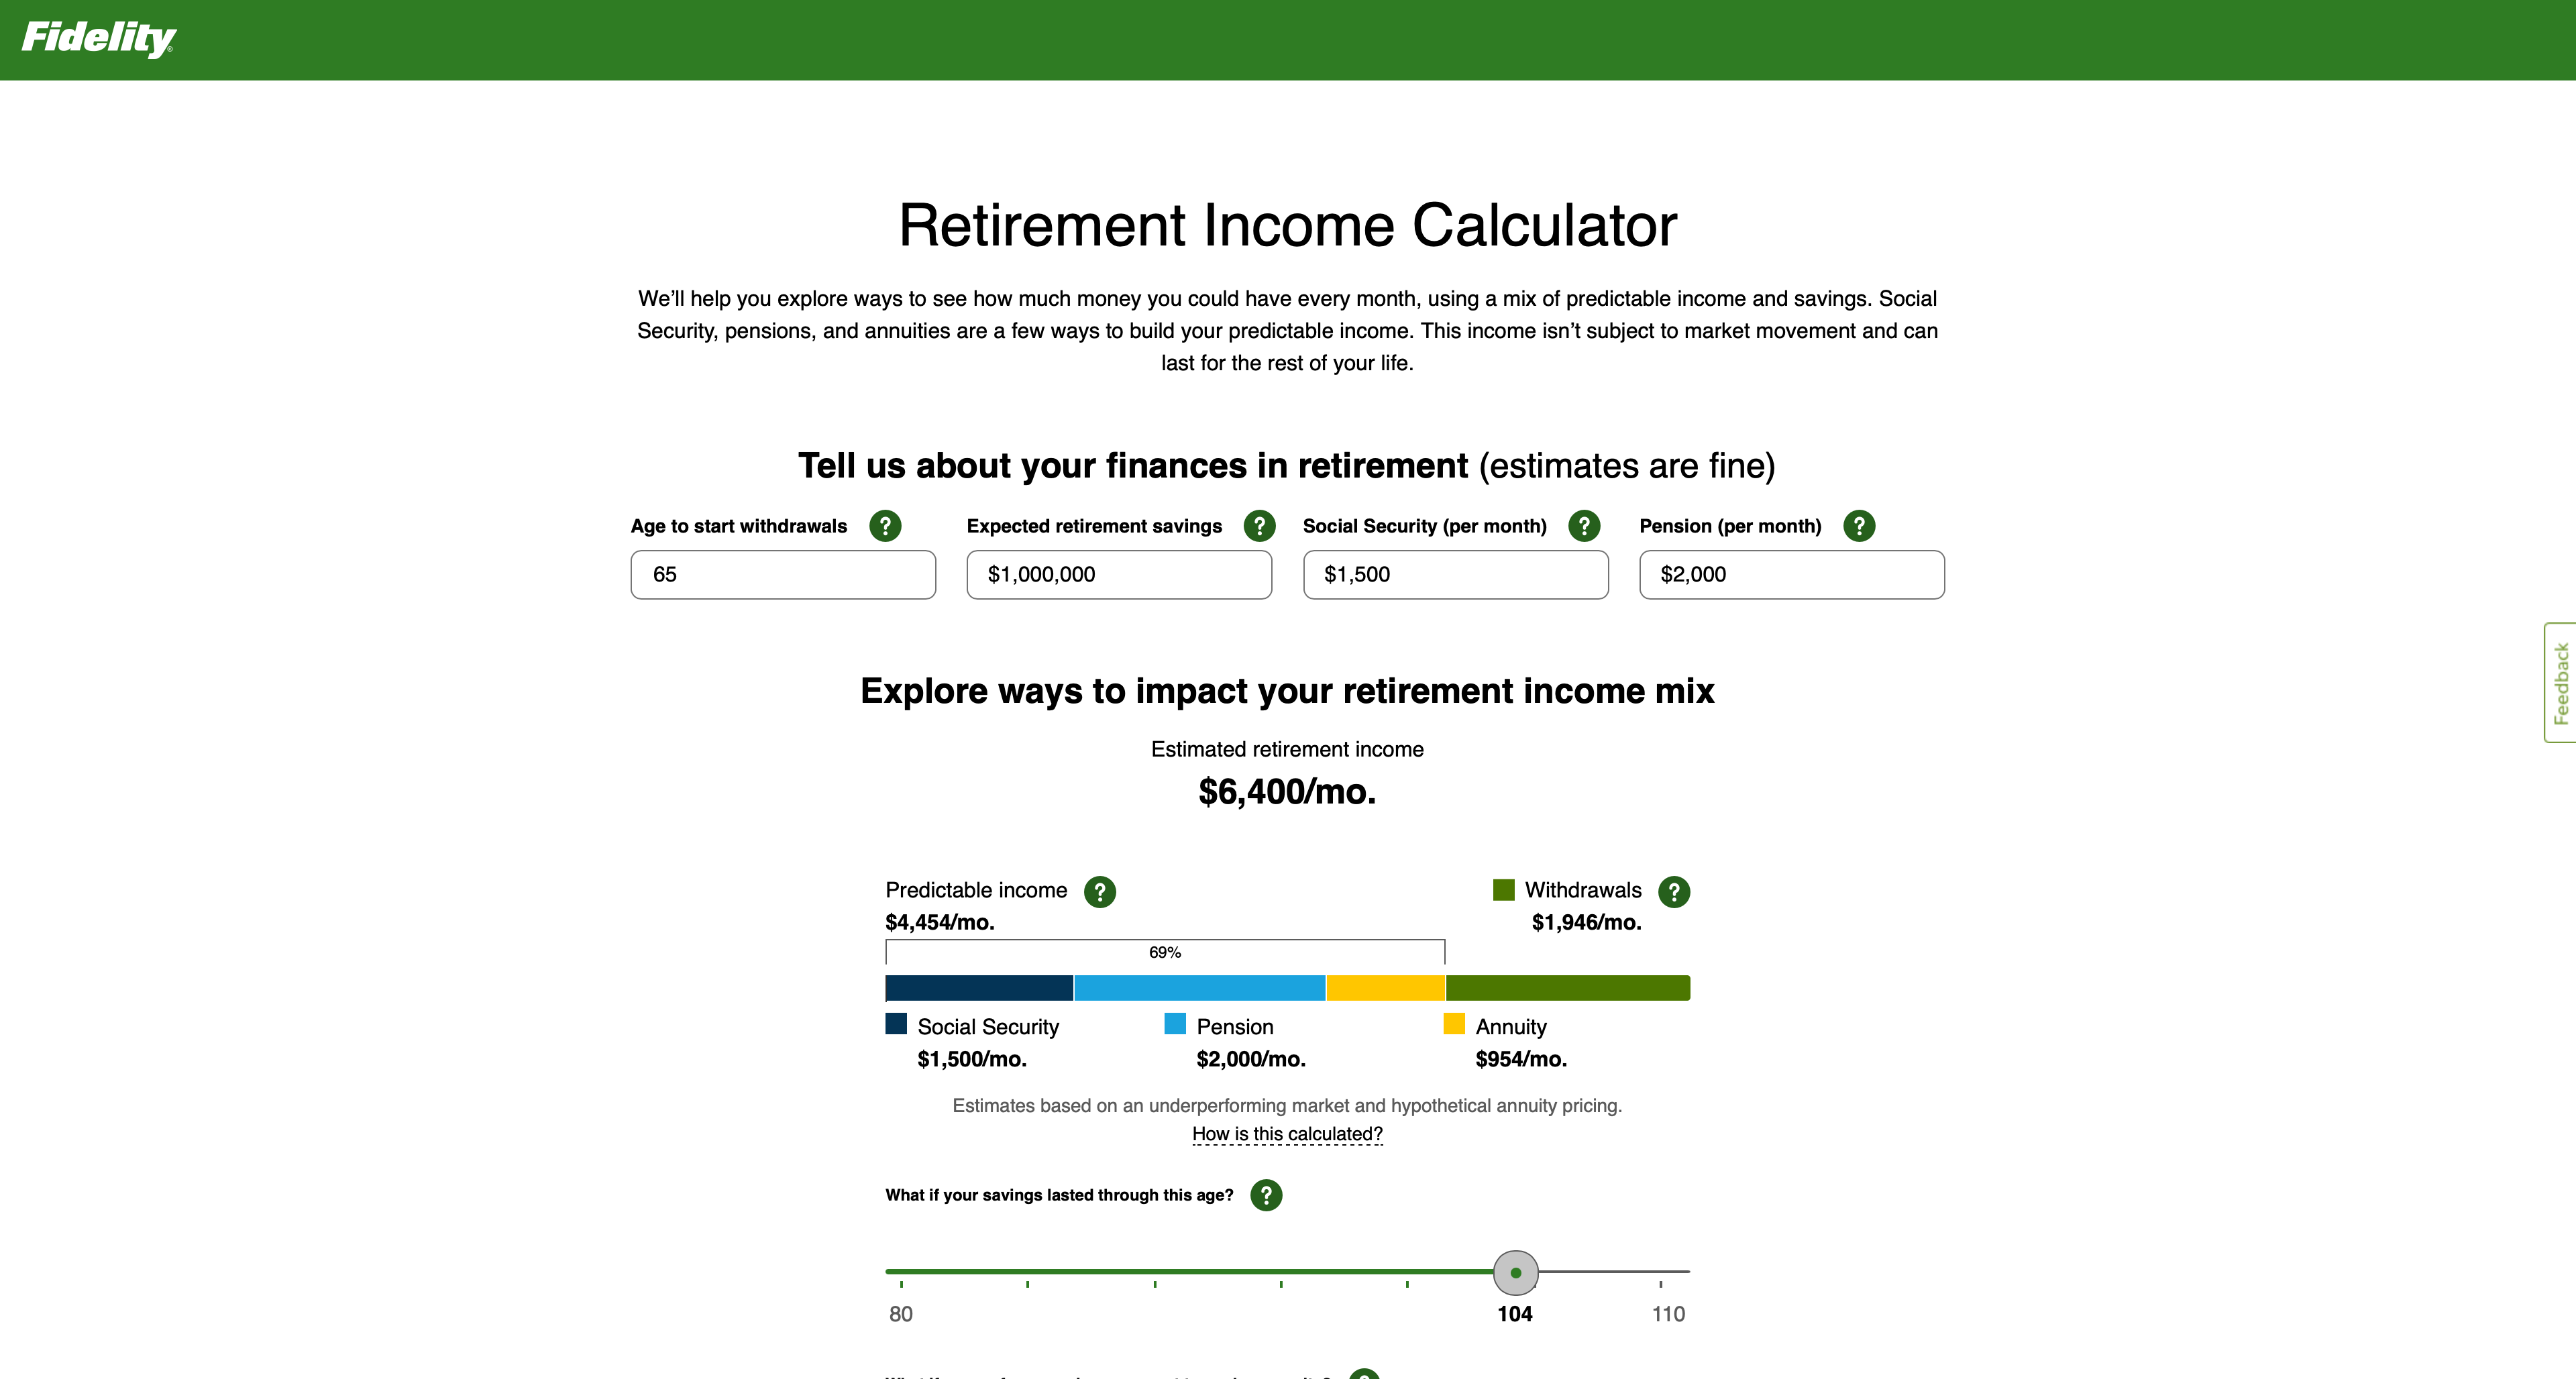 Fidelity
Retirement Income Calculator
We’ll help you explore ways to see how much money you could have every month, using a mix of predictable income and savings. Social
Security, pensions, and annuities are a few ways to build your predictable income. This income isn’t subject to market movement and can
last for the rest of your life.
Tell us about your finances in retirement (estimates are fine)
Age to start withdrawals ?
65
Expected retirement savings ?
$1,000,000
Social Security (per month) ?
$1,500
Pension (per month) ?
$2,000
Feedback
Explore ways to impact your retirement income mix
Estimated retirement income
$6,400/mo.
Predictable income ?
$4,454/mo.
Withdrawals ?
$1,946/mo.
69%
Social Security
$1,500/mo.
Pension
$2,000/mo.
Annuity
$954/mo.
Estimates based on an underperforming market and hypothetical annuity pricing.
How is this calculated?
What if your savings lasted through this age? ?
80
104
110